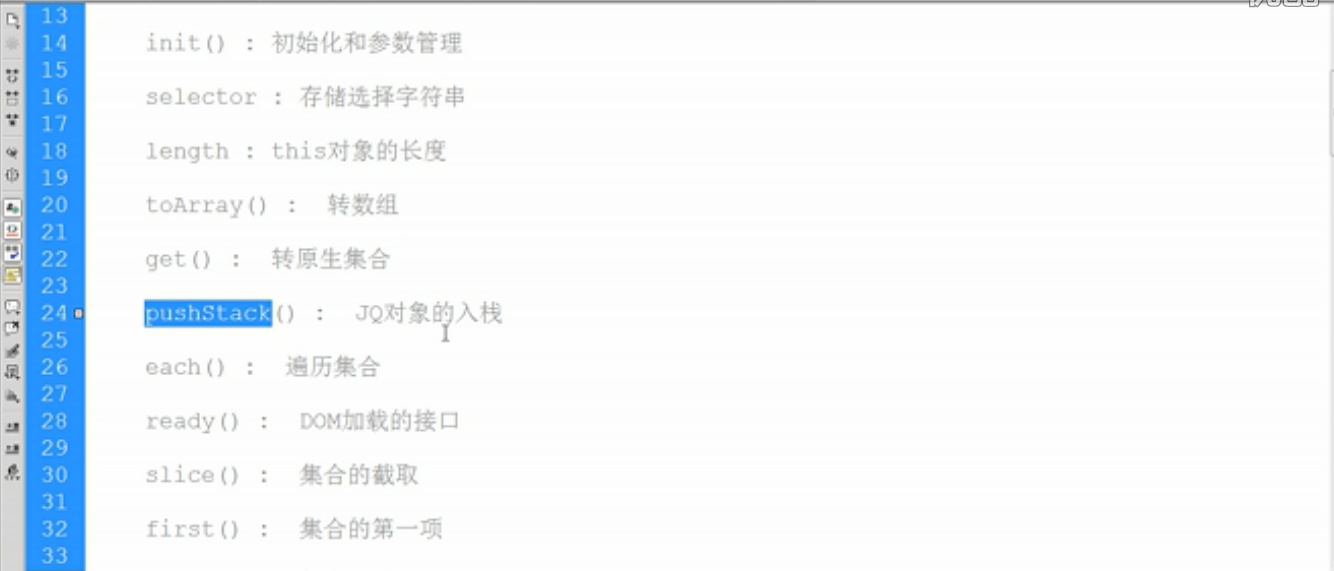 13
14 init() : 初始化和参数管理
15
16 selector : 存储选择字符串
17
18 length : this对象的长度
19
20 toArray() : 转数组
21
22 get() : 转原生集合
23
24 pushStack() : JQ对象的入栈
25
26 each() : 遍历集合
27
28 ready() : DOM加载的接口
29
30 slice() : 集合的截取
31
32 first() : 集合的第一项
33